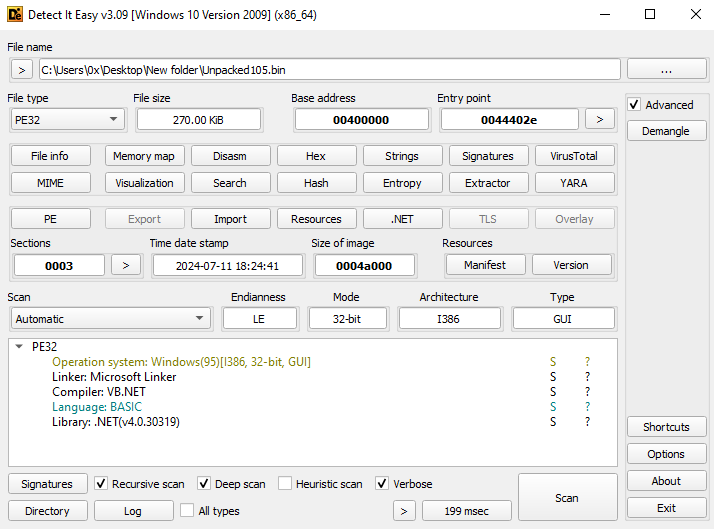 Detect It Easy v3.09 [Windows 10 Version 2009] (x86_64)
File name
> C:\Users\0x\Desktop\New folder\Unpacked105.bin ...
File type File size Base address Entry point Advanced
PE32 270.00 KiB 00400000 0044402e > Demangle
File info Memory map Disasm Hex Strings Signatures VirusTotal
MIME Visualization Search Hash Entropy Extractor YARA
PE Export Import Resources .NET TLS Overlay
Sections Time date stamp Size of image Resources
0003 > 2024-07-11 18:24:41 0004a000 Manifest Version
Scan Endianness Mode Architecture Type
Automatic LE 32-bit I386 GUI
PE32
Operation system: Windows(95)[I386, 32-bit, GUI] S ?
Linker: Microsoft Linker S ?
Compiler: VB.NET S ?
Language: BASIC S ?
Library: .NET(v4.0.30319) S ?
Shortcuts
Options
Signatures Recursive scan Deep scan Heuristic scan Verbose Scan About
Directory Log All types > 199 msec Exit